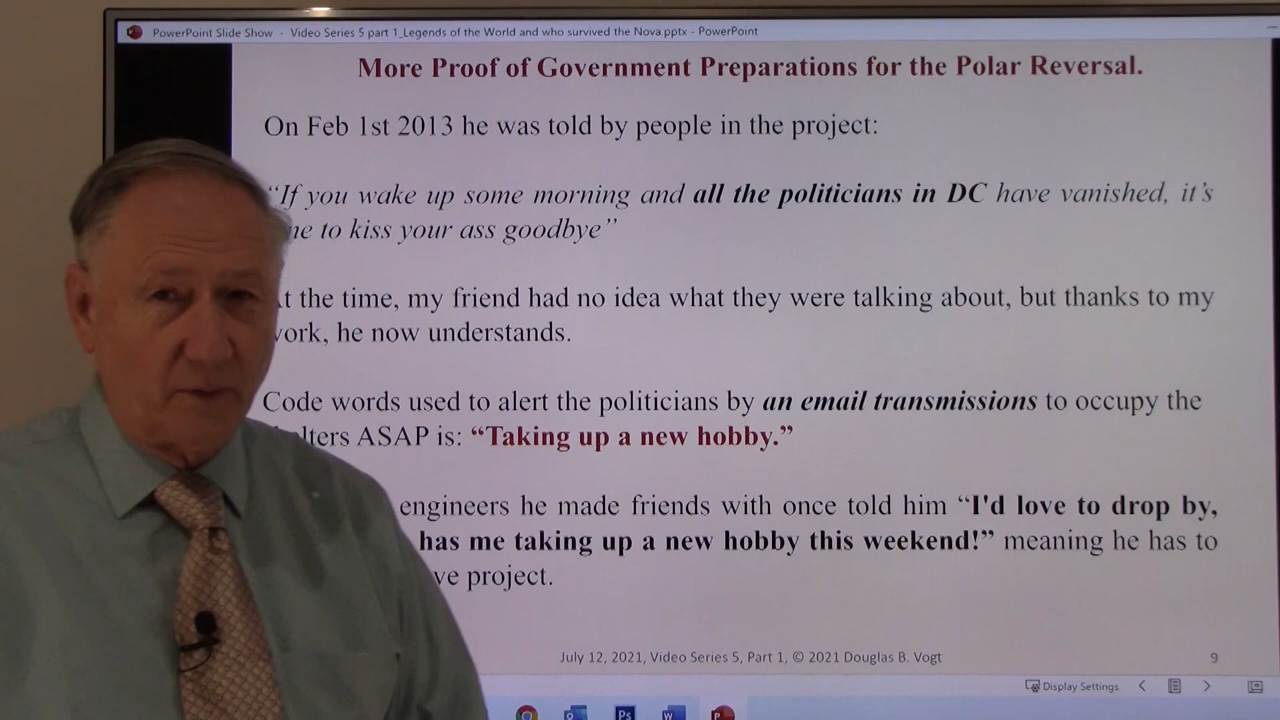 PowerPoint Slide Show - Video Series 5 part 1_Legends of the World and who survived the Nova.pptx - PowerPoint
More Proof of Government Preparations for the Polar Reversal.
On Feb 1st 2013 he was told by people in the project:
“If you wake up some morning and all the politicians in DC have vanished, it’s
to kiss your ass goodbye”
the time, my friend had no idea what they were talking about, but thanks to my
he now understands.
Code words used to alert the politicians by an email transmissions to occupy the
ASAP is: “Taking up a new hobby.”
engineers he made friends with once told him “I'd love to drop by,
has me taking up a new hobby this weekend!” meaning he has to
project.
July 12, 2021, Video Series 5, Part 1, © 2021 Douglas B. Vogt
9
Display Settings
Ps